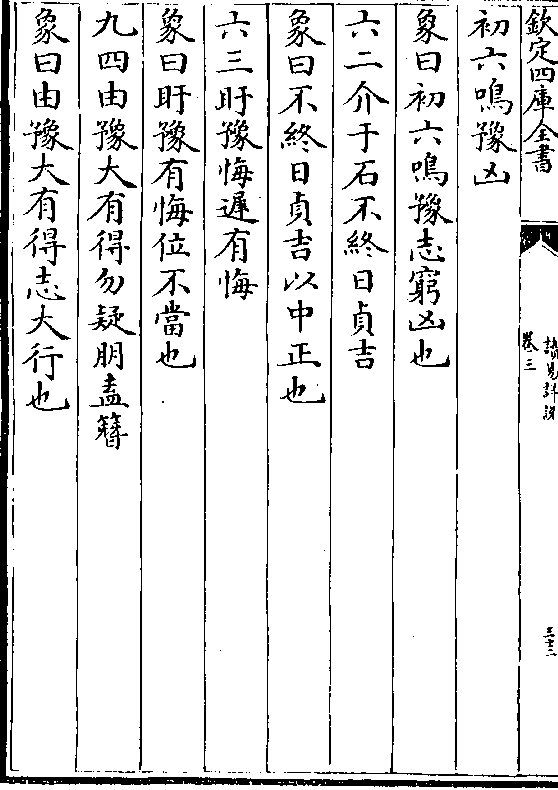 欽定四庫全書
讀易詳說
卷三
三十二
初六鳴豫凶
象曰初六鳴豫志窮凶也
六二介于石不終日貞吉
象曰不終日貞吉以中正也
六三盱豫悔遲有悔
象曰盱豫有悔位不當也
九四由豫大有得勿疑朋盍簪
象曰由豫大有得志大行也